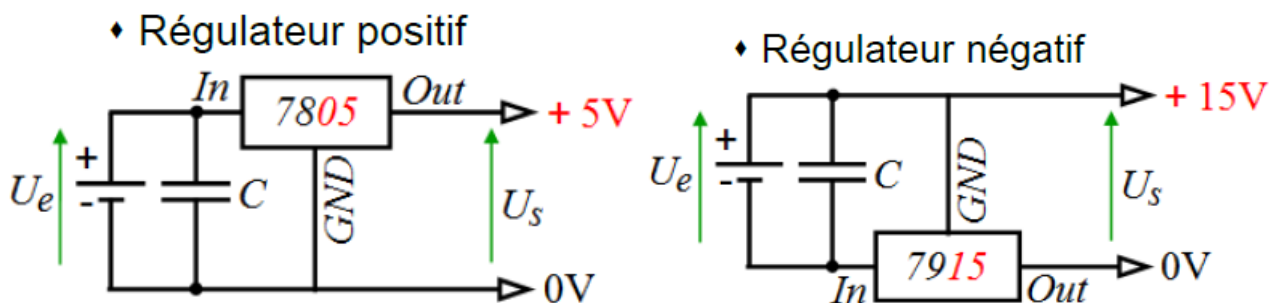 ♦ Régulateur positif
In
7805
Out
+ 5V
+
-
Ue
C
GND
Us
0V
♦ Régulateur négatif
+ 15V
+
-
Ue
C
GND
Us
In
7915
Out
0V